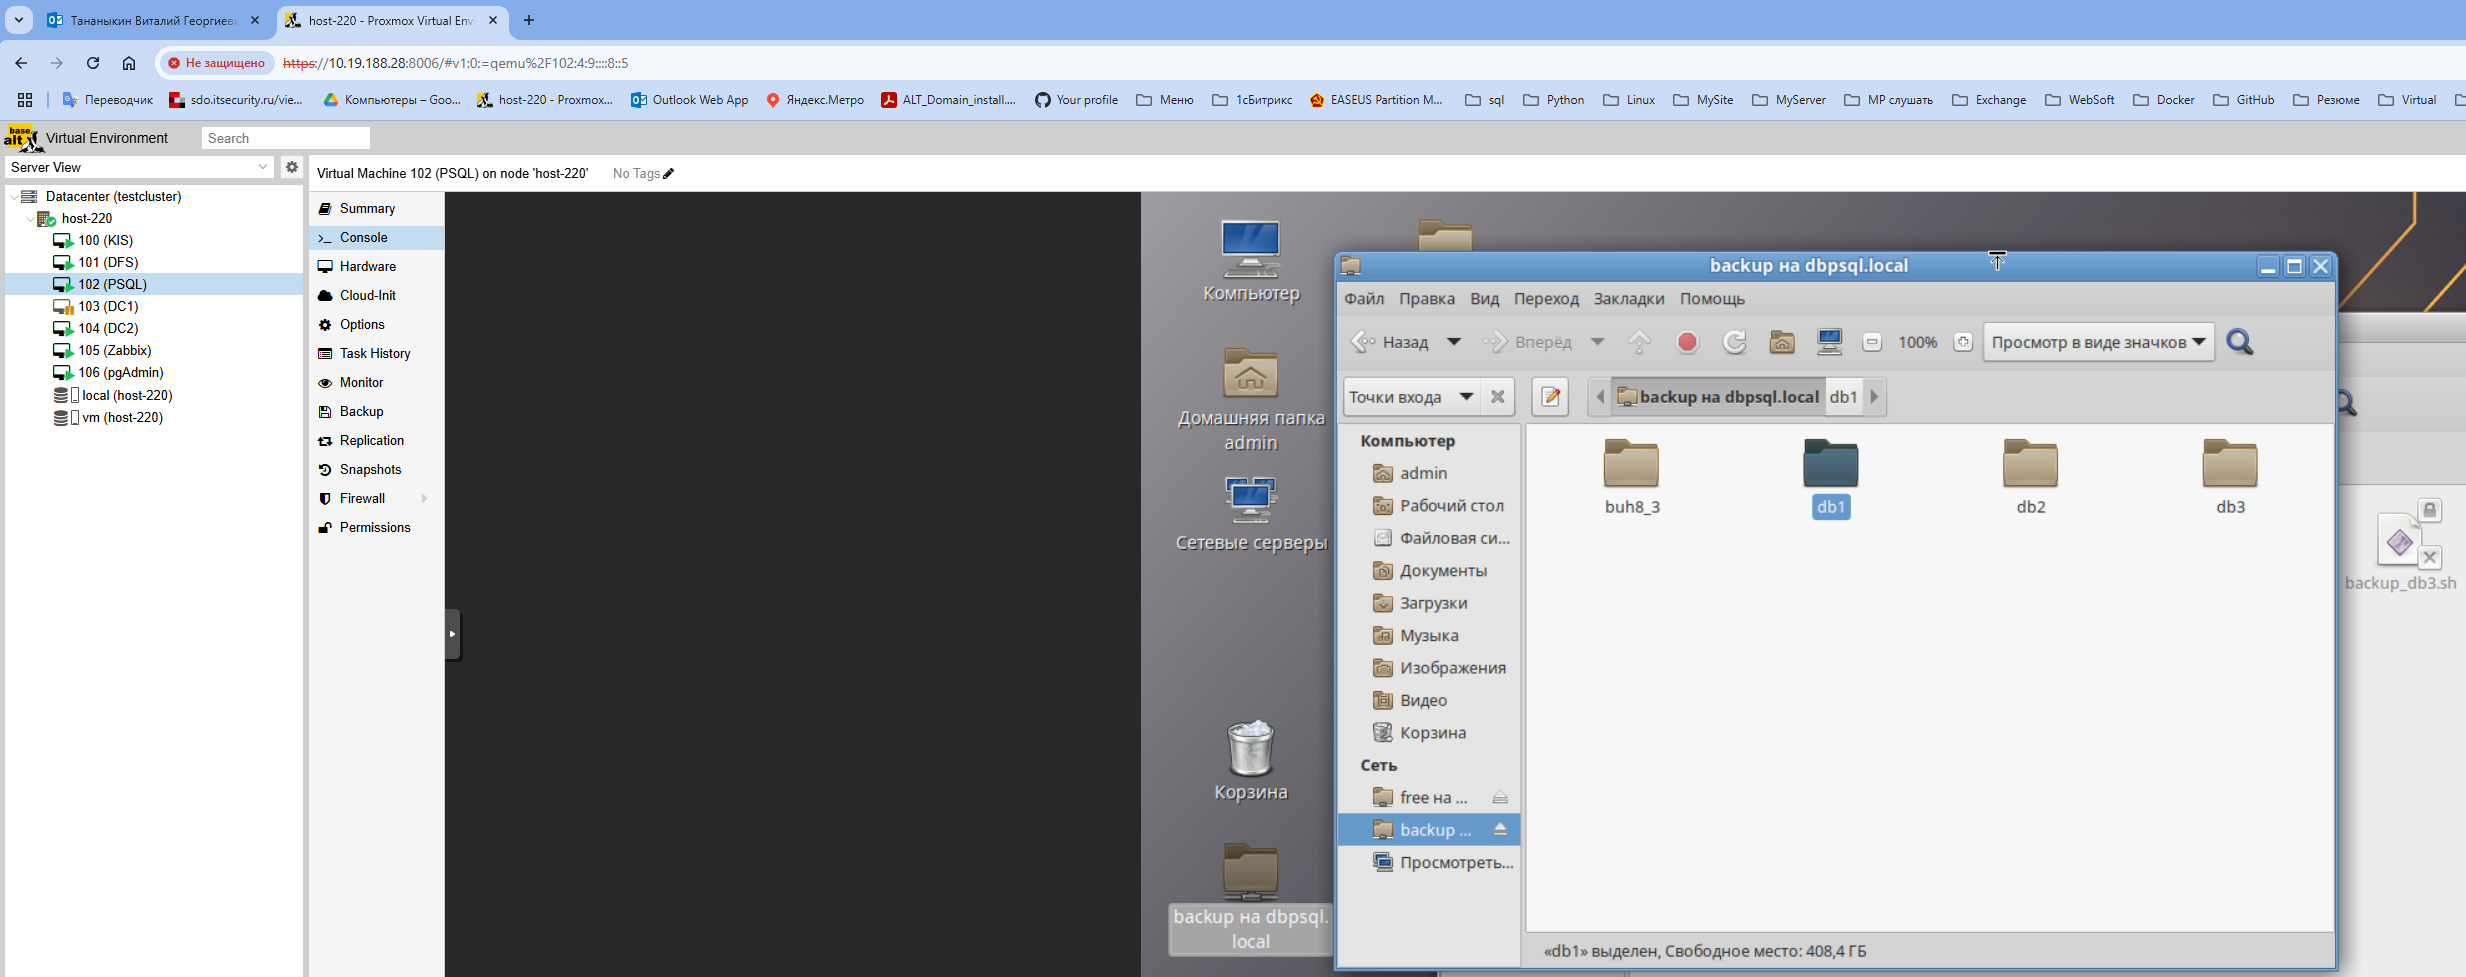 Тананыкин Виталий Георгиев
host-220 - Proxmox Virtual Env
Не защищено
https://10.19.188.28:8006/#v1:0:=qemu%2F102:4:9::::8::5
Переводчик
sdo.itsecurity.ru/vie...
Компьютеры – Goo...
host-220 - Proxmox...
Outlook Web App
Яндекс.Метро
ALT_Domain_install....
Your profile
Меню
1сБитрикс
EASEUS Partition M...
sql
Python
Linux
MySite
MyServer
MP слушать
Exchange
WebSoft
Docker
GitHub
Резюме
Virtual
base
alt
Virtual Environment
Search
Server View
Virtual Machine 102 (PSQL) on node 'host-220'
No Tags
Datacenter (testcluster)
host-220
100 (KIS)
101 (DFS)
102 (PSQL)
103 (DC1)
104 (DC2)
105 (Zabbix)
106 (pgAdmin)
local (host-220)
vm (host-220)
Summary
Console
Hardware
Cloud-Init
Options
Task History
Monitor
Backup
Replication
Snapshots
Firewall
Permissions
Компьютер
Домашняя папка
admin
Сетевые серверы
Корзина
backup на dbpsql.
local
backup на dbpsql.local
Файл Правка Вид Переход Закладки Помощь
Назад
Вперёд
100%
Просмотр в виде значков
Точки входа
backup на dbpsql.local
db1
Компьютер
admin
Рабочий стол
Файловая си...
Документы
Загрузки
Музыка
Изображения
Видео
Корзина
Сеть
free на ...
backup ...
Просмотреть...
buh8_3
db1
db2
db3
«db1» выделен, Свободное место: 408,4 ГБ
backup_db3.sh